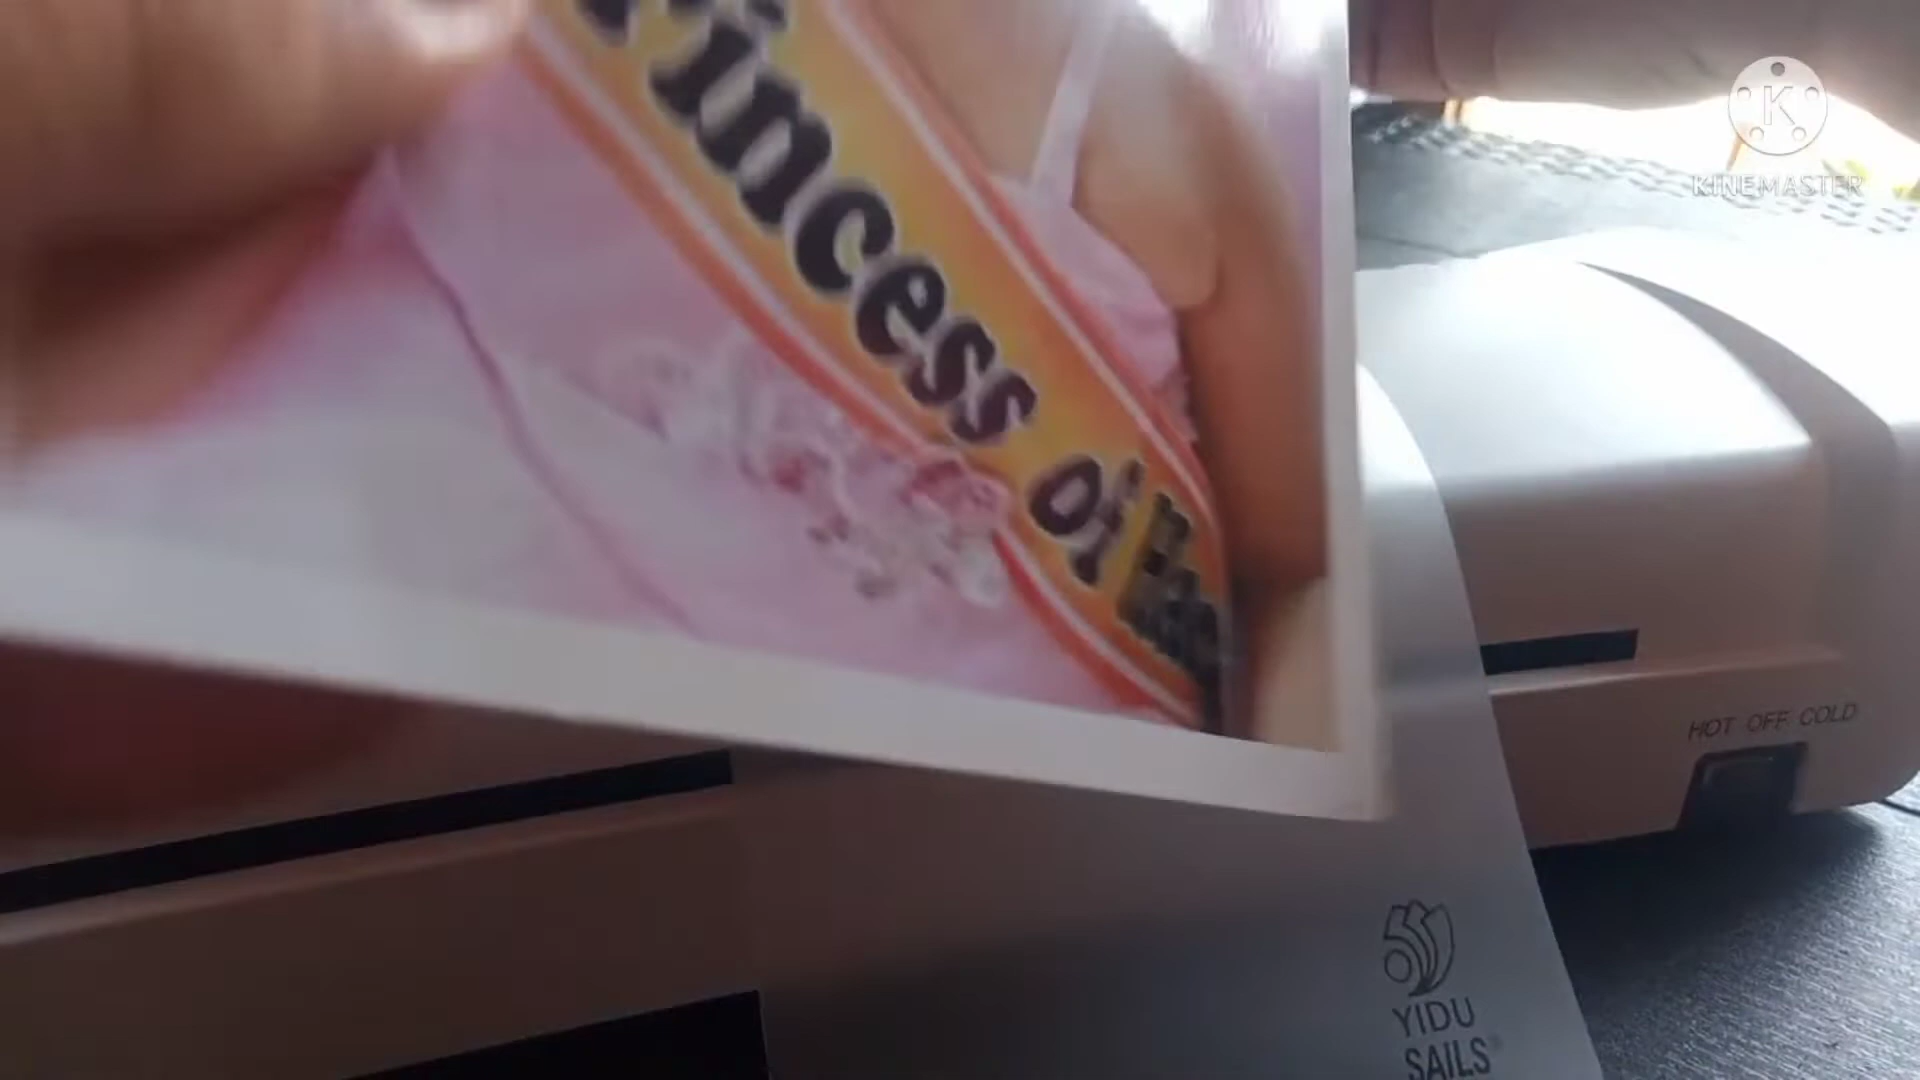 KINEMASTER
rincess of
HOT OFF COLD
YIDU
SAILS